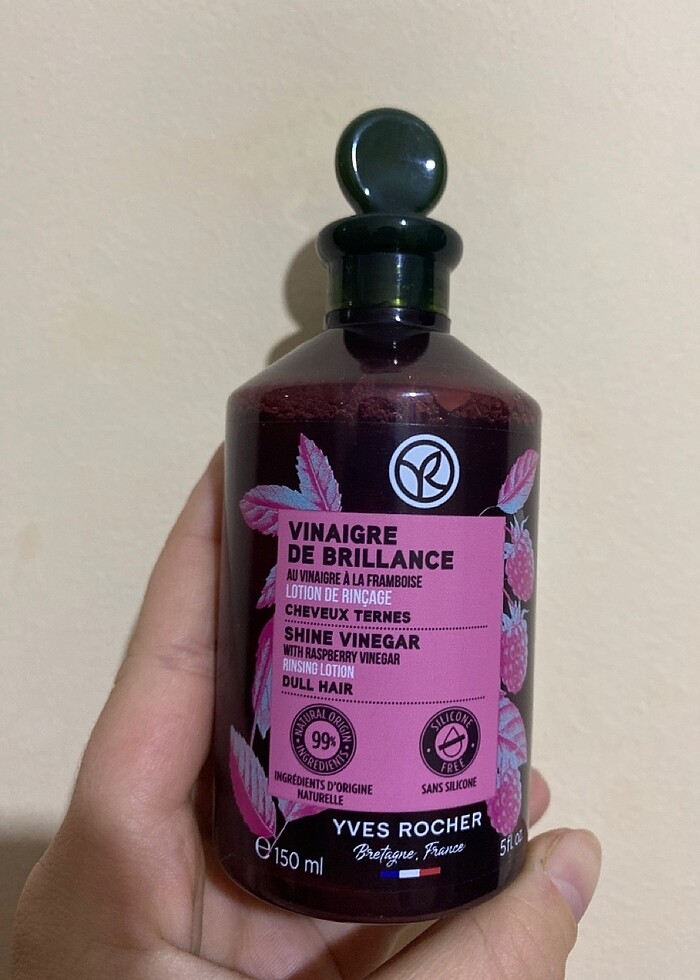 VINAIGRE
DE BRILLANCE
AU VINAIGRE À LA FRAMBOISE
LOTION DE RINÇAGE
CHEVEUX TERNES
SHINE VINEGAR
WITH RASPBERRY VINEGAR
RINSING LOTION
DULL HAIR
NATURAL ORIGIN
99%
INGREDIENTS
INGRÉDIENTS D'ORIGINE
NATURELLE
SILICONE
FREE
SANS SILICONE
YVES ROCHER
Bretagne, France
e 150 ml
5fl.oz.